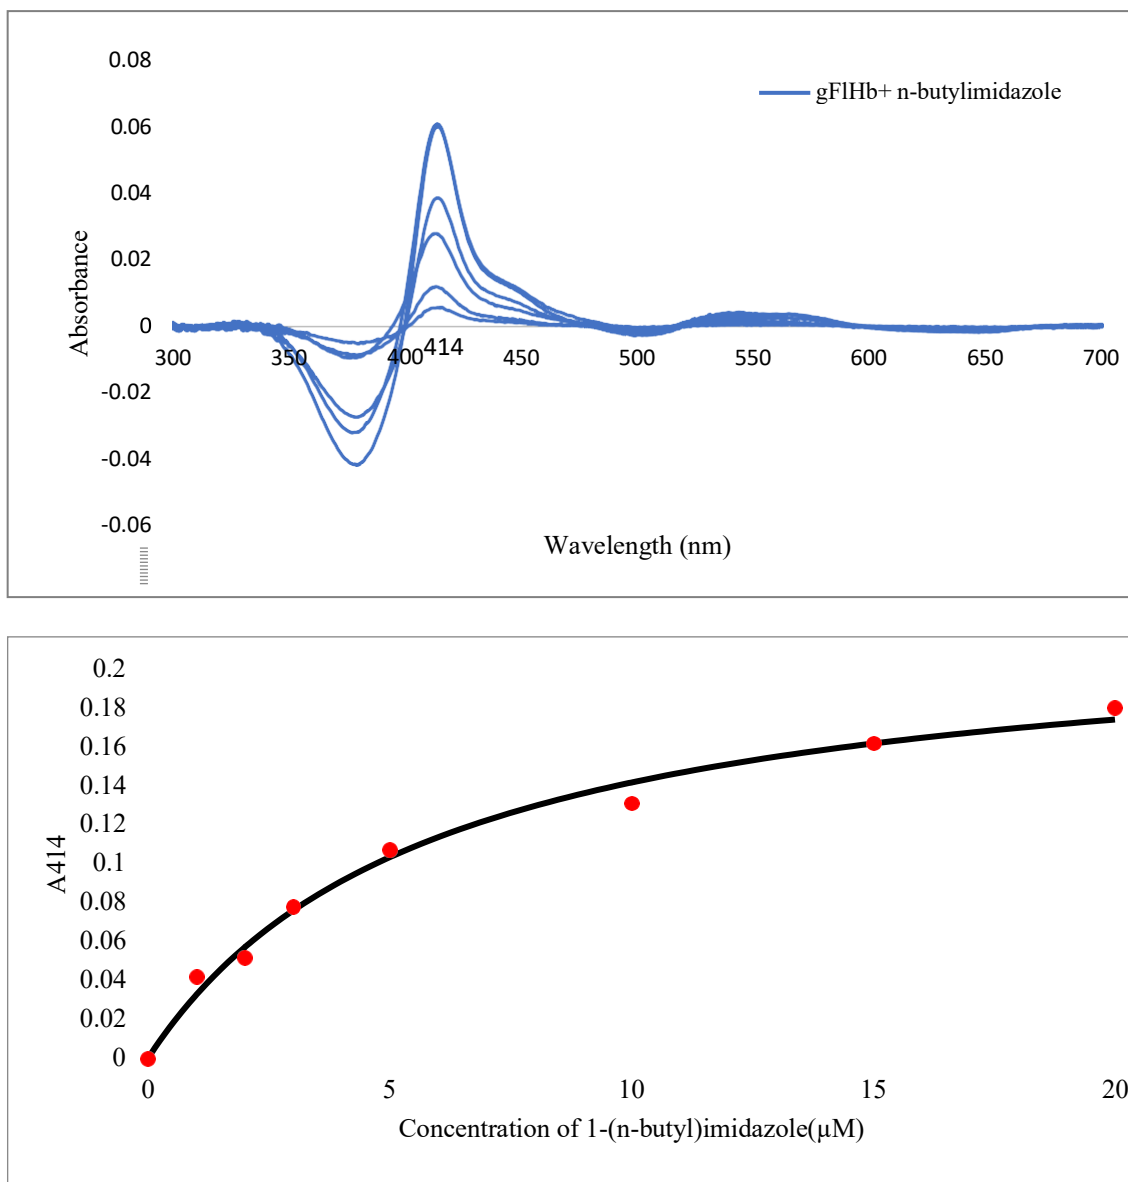 0.08
gFlHb+ n-butylimidazole
0.06
0.04
0.02
Absorbance
0
300 350 400 414 450 500 550 600 650 700
-0.02
-0.04
-0.06
Wavelength (nm)
0.2
0.18
0.16
0.14
0.12
0.1
A414
0.08
0.06
0.04
0.02
0
0 5 10 15 20
Concentration of 1-(n-butyl)imidazole(µM)